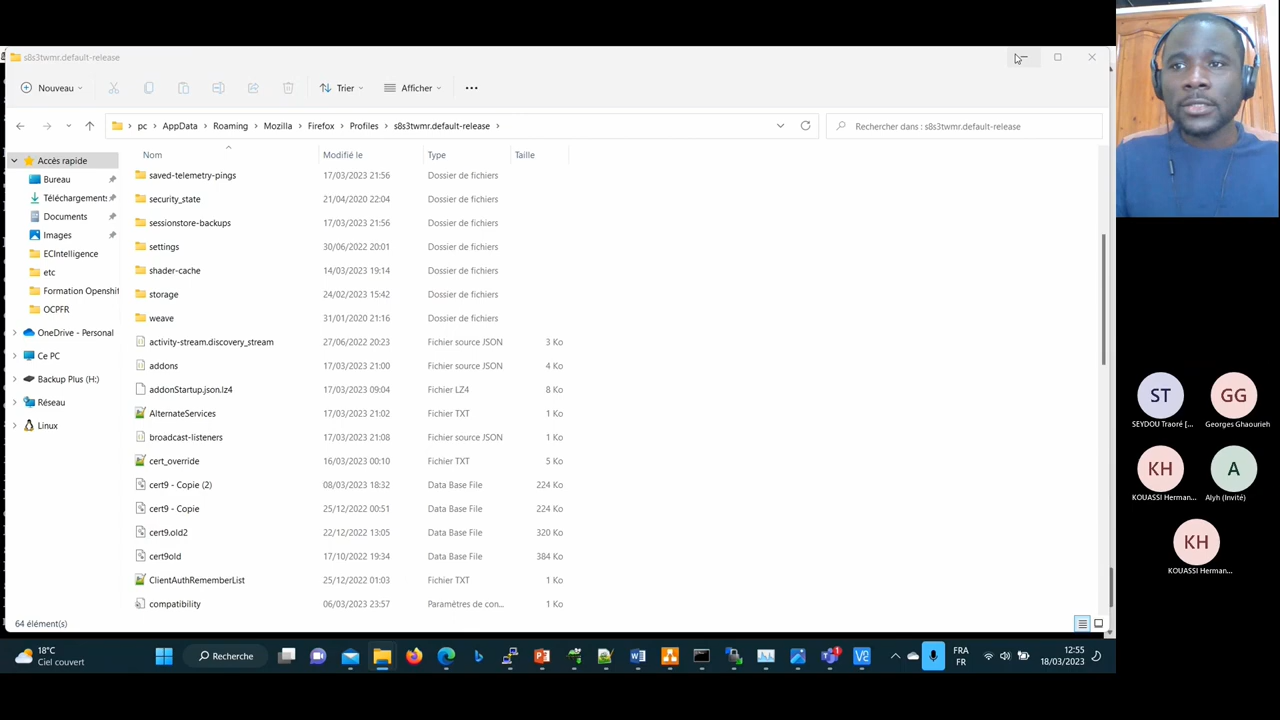 s8s3twmr.default-release
Nouveau
Trier
Afficher
pc
AppData
Roaming
Mozilla
Firefox
Profiles
s8s3twmr.default-release
Rechercher dans : s8s3twmr.default-release
Nom Modifié le Type Taille
Accès rapide
Bureau
Téléchargements
Documents
Images
ECIntelligence
etc
Formation Openshif
OCPFR
OneDrive - Personal
Ce PC
Backup Plus (H:)
Réseau
Linux
saved-telemetry-pings 17/03/2023 21:56 Dossier de fichiers
security_state 21/04/2020 22:04 Dossier de fichiers
sessionstore-backups 17/03/2023 21:56 Dossier de fichiers
settings 30/06/2022 20:01 Dossier de fichiers
shader-cache 14/03/2023 19:14 Dossier de fichiers
storage 24/02/2023 15:42 Dossier de fichiers
weave 31/01/2020 21:16 Dossier de fichiers
activity-stream.discovery_stream 27/06/2022 20:23 Fichier source JSON 3 Ko
addons 17/03/2023 21:00 Fichier source JSON 4 Ko
addonStartup.json.lz4 17/03/2023 09:04 Fichier LZ4 8 Ko
AlternateServices 17/03/2023 21:02 Fichier TXT 1 Ko
broadcast-listeners 17/03/2023 21:08 Fichier source JSON 1 Ko
cert_override 16/03/2023 00:10 Fichier TXT 5 Ko
cert9 - Copie (2) 08/03/2023 18:32 Data Base File 224 Ko
cert9 - Copie 25/12/2022 00:51 Data Base File 224 Ko
cert9.old2 22/12/2022 13:05 Data Base File 320 Ko
cert9old 17/10/2022 19:34 Data Base File 384 Ko
ClientAuthRememberList 25/12/2022 01:03 Fichier TXT 1 Ko
compatibility 06/03/2023 23:57 Paramètres de con... 1 Ko
64 élément(s)
18°C
Ciel couvert
Recherche
FRA
FR
12:55
18/03/2023
ST
SEYDOU Traoré [...
GG
Georges Ghaourieh
KH
KOUASSI Herman...
A
Alyh (Invité)
KH
KOUASSI Herman...